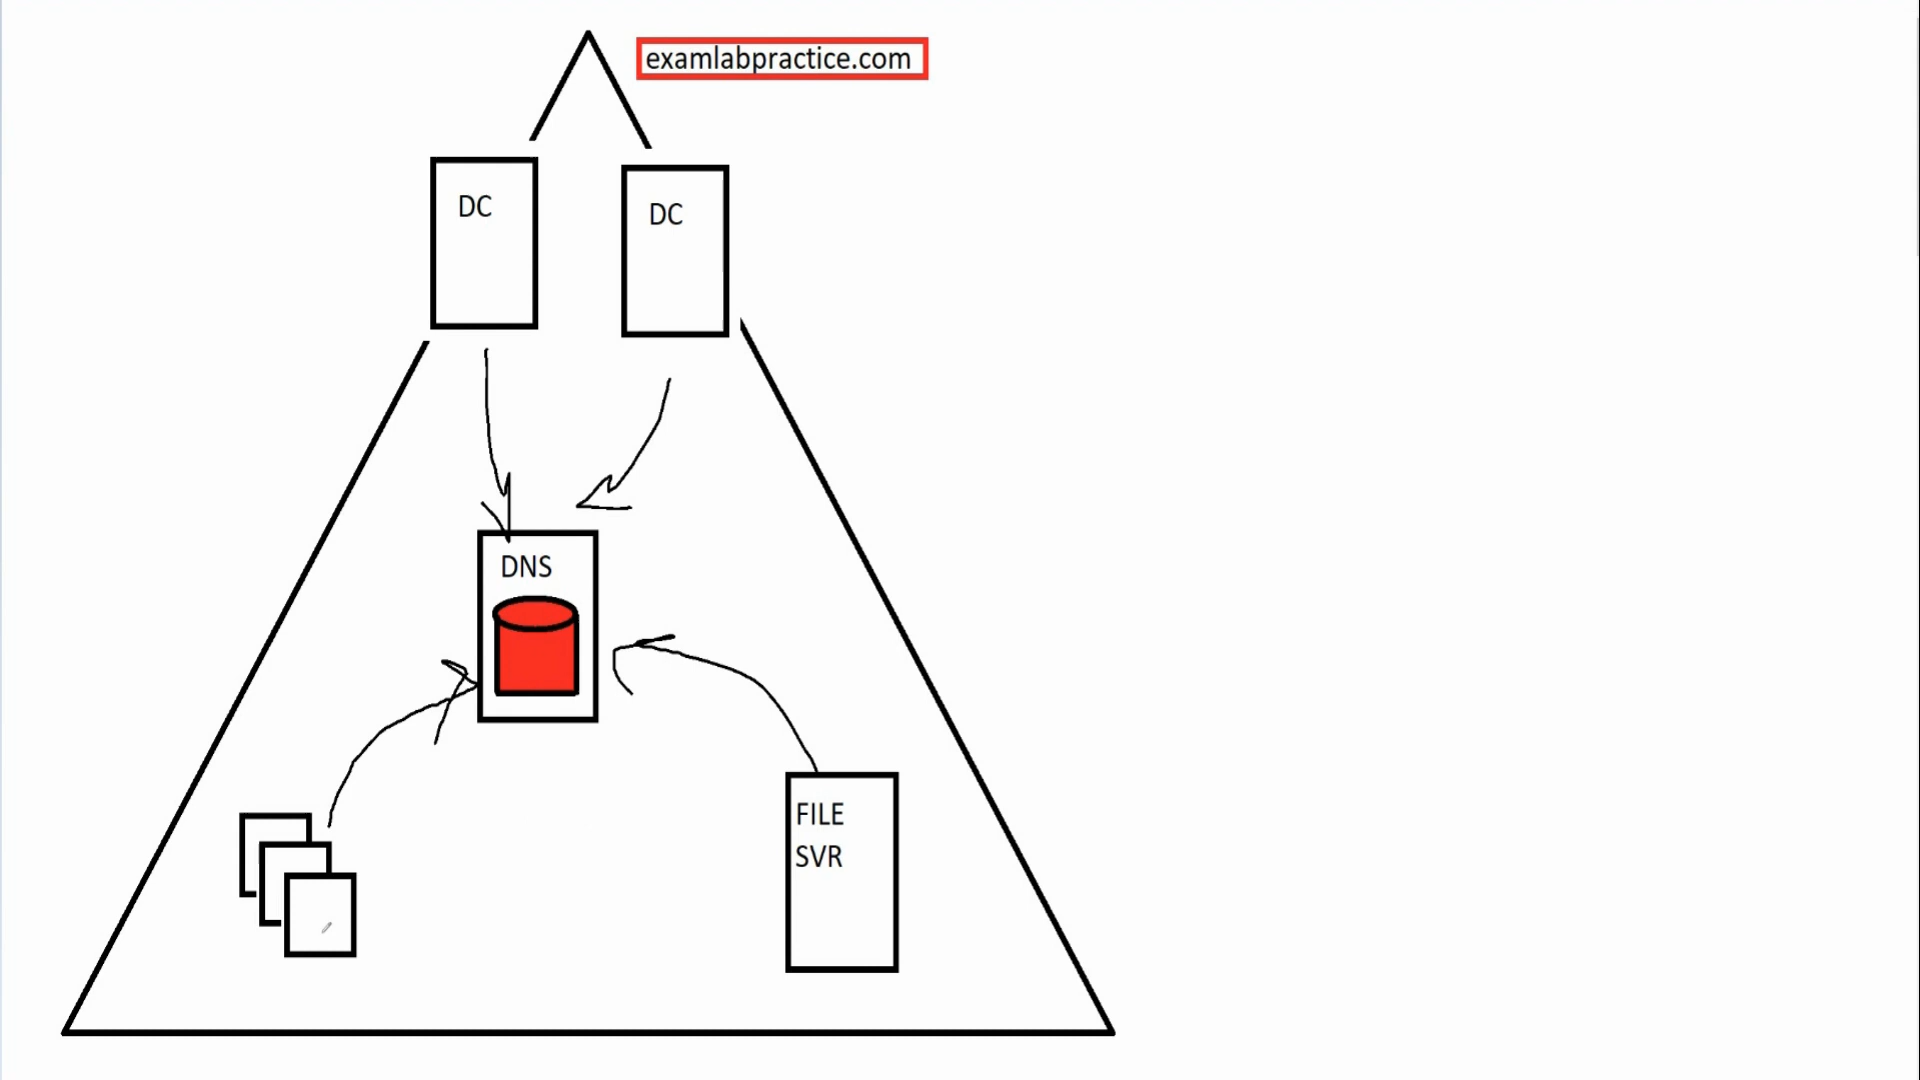 examlabpractice.com
DC
DC
DNS
FILE
SVR